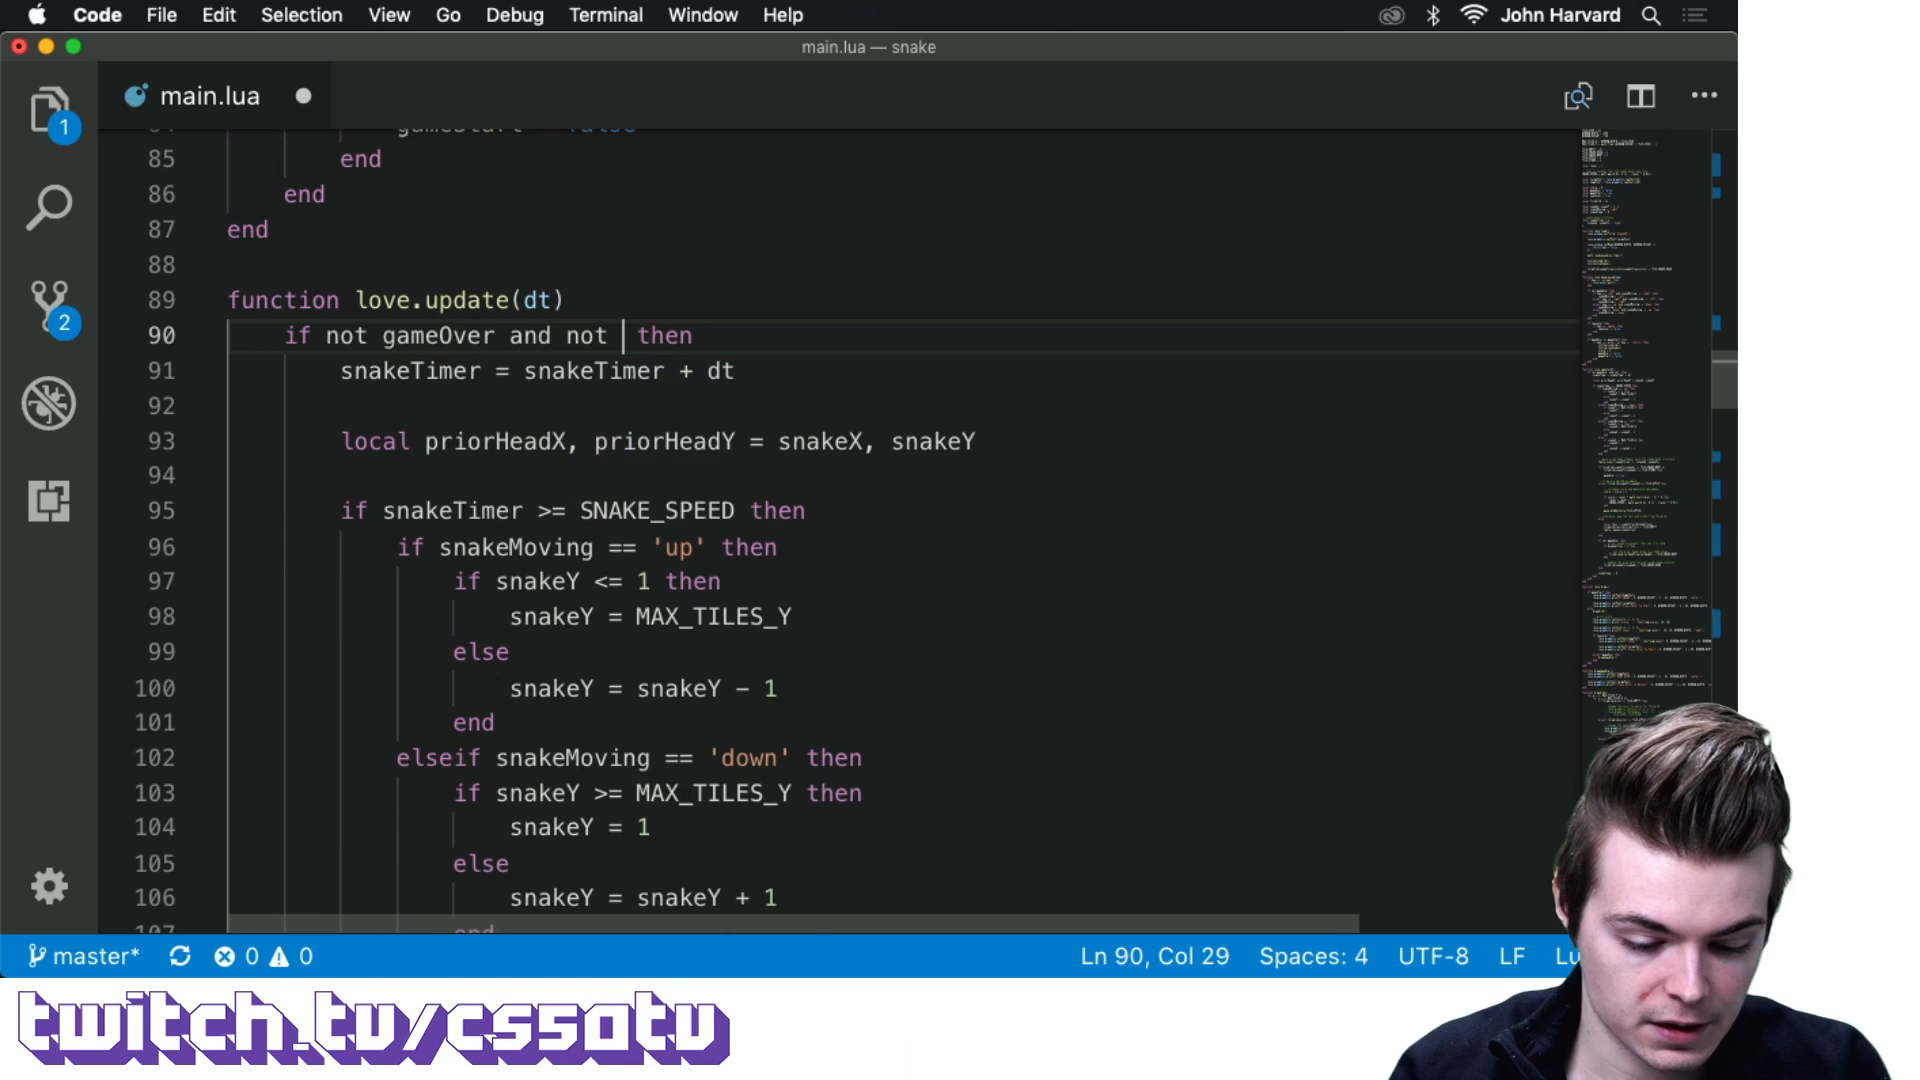 Code File Edit Selection View Go Debug Terminal Window Help John Harvard
main.lua — snake
main.lua
1
2
85 end
86 end
87 end
88
89 function love.update(dt)
90 if not gameOver and not then
91 snakeTimer = snakeTimer + dt
92
93 local priorHeadX, priorHeadY = snakeX, snakeY
94
95 if snakeTimer >= SNAKE_SPEED then
96 if snakeMoving == 'up' then
97 if snakeY <= 1 then
98 snakeY = MAX_TILES_Y
99 else
100 snakeY = snakeY - 1
101 end
102 elseif snakeMoving == 'down' then
103 if snakeY >= MAX_TILES_Y then
104 snakeY = 1
105 else
106 snakeY = snakeY + 1
master* 0 0 Ln 90, Col 29 Spaces: 4 UTF-8 LF Lu
twitch.tv/cs50tv